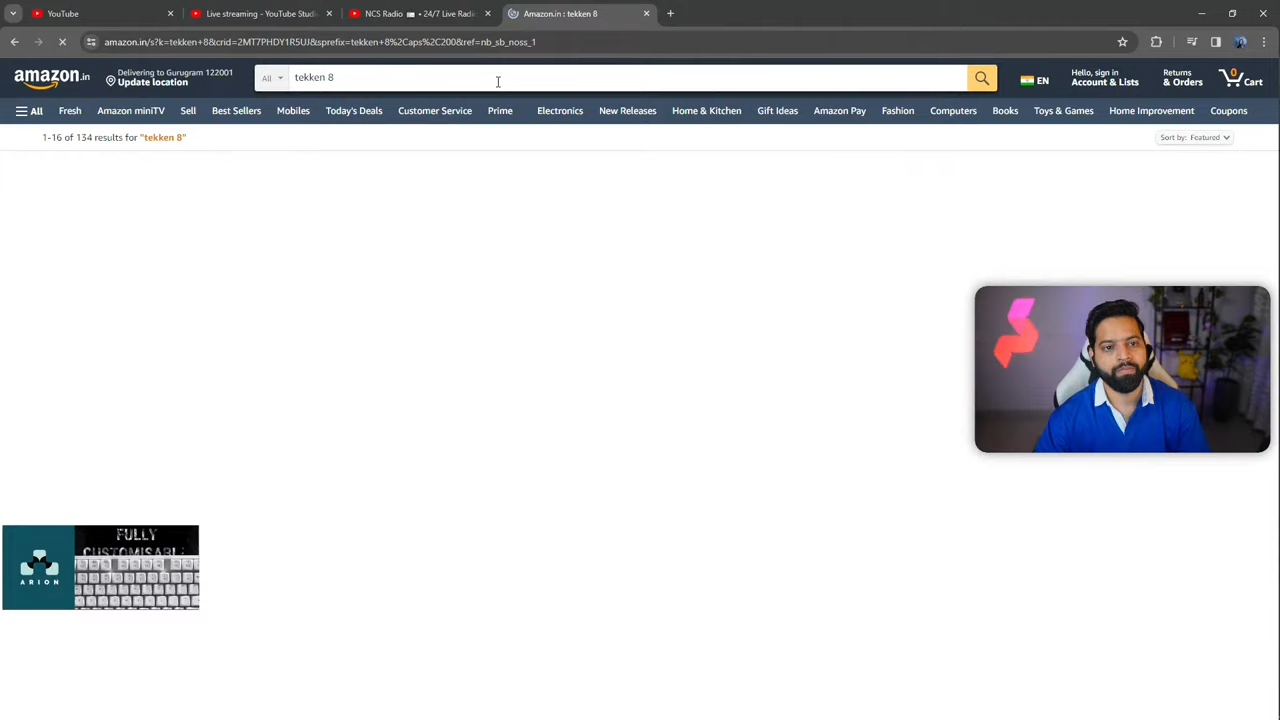 YouTube
Live streaming - YouTube Studi
NCS Radio
• 24/7 Live Radi
Amazon.in : tekken 8
amazon.in/s?k=tekken+8&crid=2MT7PHDY1R5UJ&sprefix=tekken+8%2Caps%2C200&ref=nb_sb_noss_1
amazon.in
Delivering to Gurugram 122001
Update location
All
tekken 8
EN
Hello, sign in
Account & Lists
Returns
& Orders
0
Cart
All
Fresh
Amazon miniTV
Sell
Best Sellers
Mobiles
Today's Deals
Customer Service
Prime
Electronics
New Releases
Home & Kitchen
Gift Ideas
Amazon Pay
Fashion
Computers
Books
Toys & Games
Home Improvement
Coupons
1-16 of 134 results for "tekken 8"
Sort by: Featured
ARION
FULLY
CUSTOMISABL